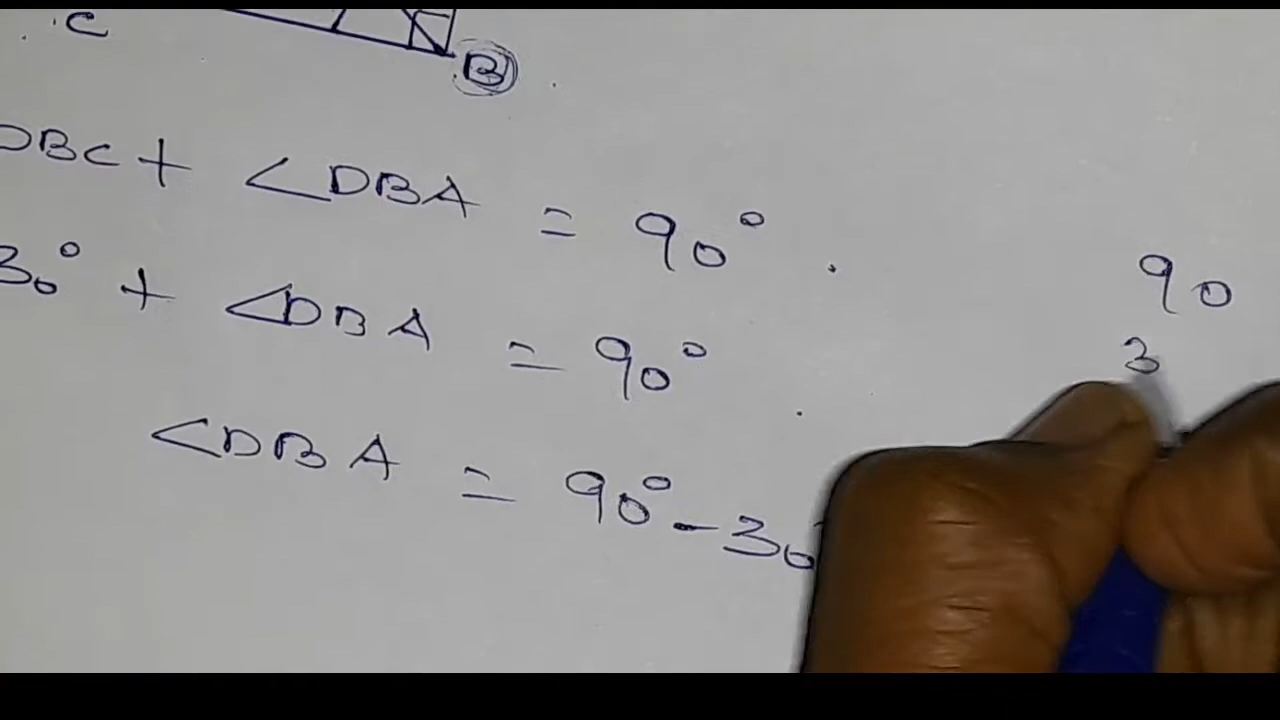 C
B
DBC + <DBA = 90°
30° + <DBA = 90°
<DBA = 90° - 30
90
3